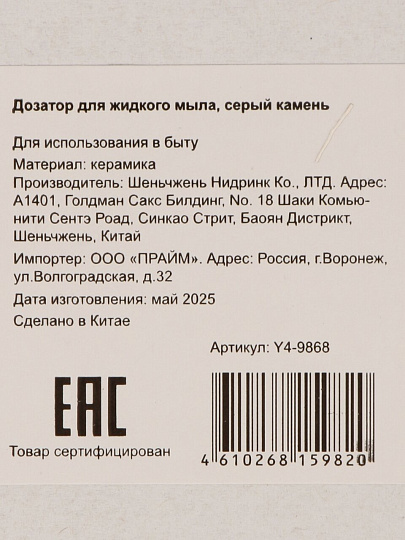 Дозатор для жидкого мыла, серый камень
Для использования в быту
Материал: керамика
Производитель: Шеньчжень Нидринк Ко., ЛТД. Адрес:
А1401, Голдман Сакс Билдинг, No. 18 Шаки Комью-
нити Сентэ Роад, Синкао Стрит, Баоян Дистрикт,
Шеньчжень, Китай
Импортер: ООО «ПРАЙМ». Адрес: Россия, г.Воронеж,
ул.Волгоградская, д.32
Дата изготовления: май 2025
Сделано в Китае
Артикул: Y4-9868
ЕАС
Товар сертифицирован
4 610268 159820